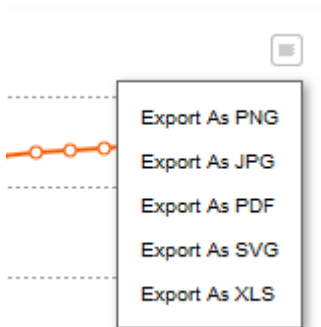 Export As PNG
Export As JPG
Export As PDF
Export As SVG
Export As XLS